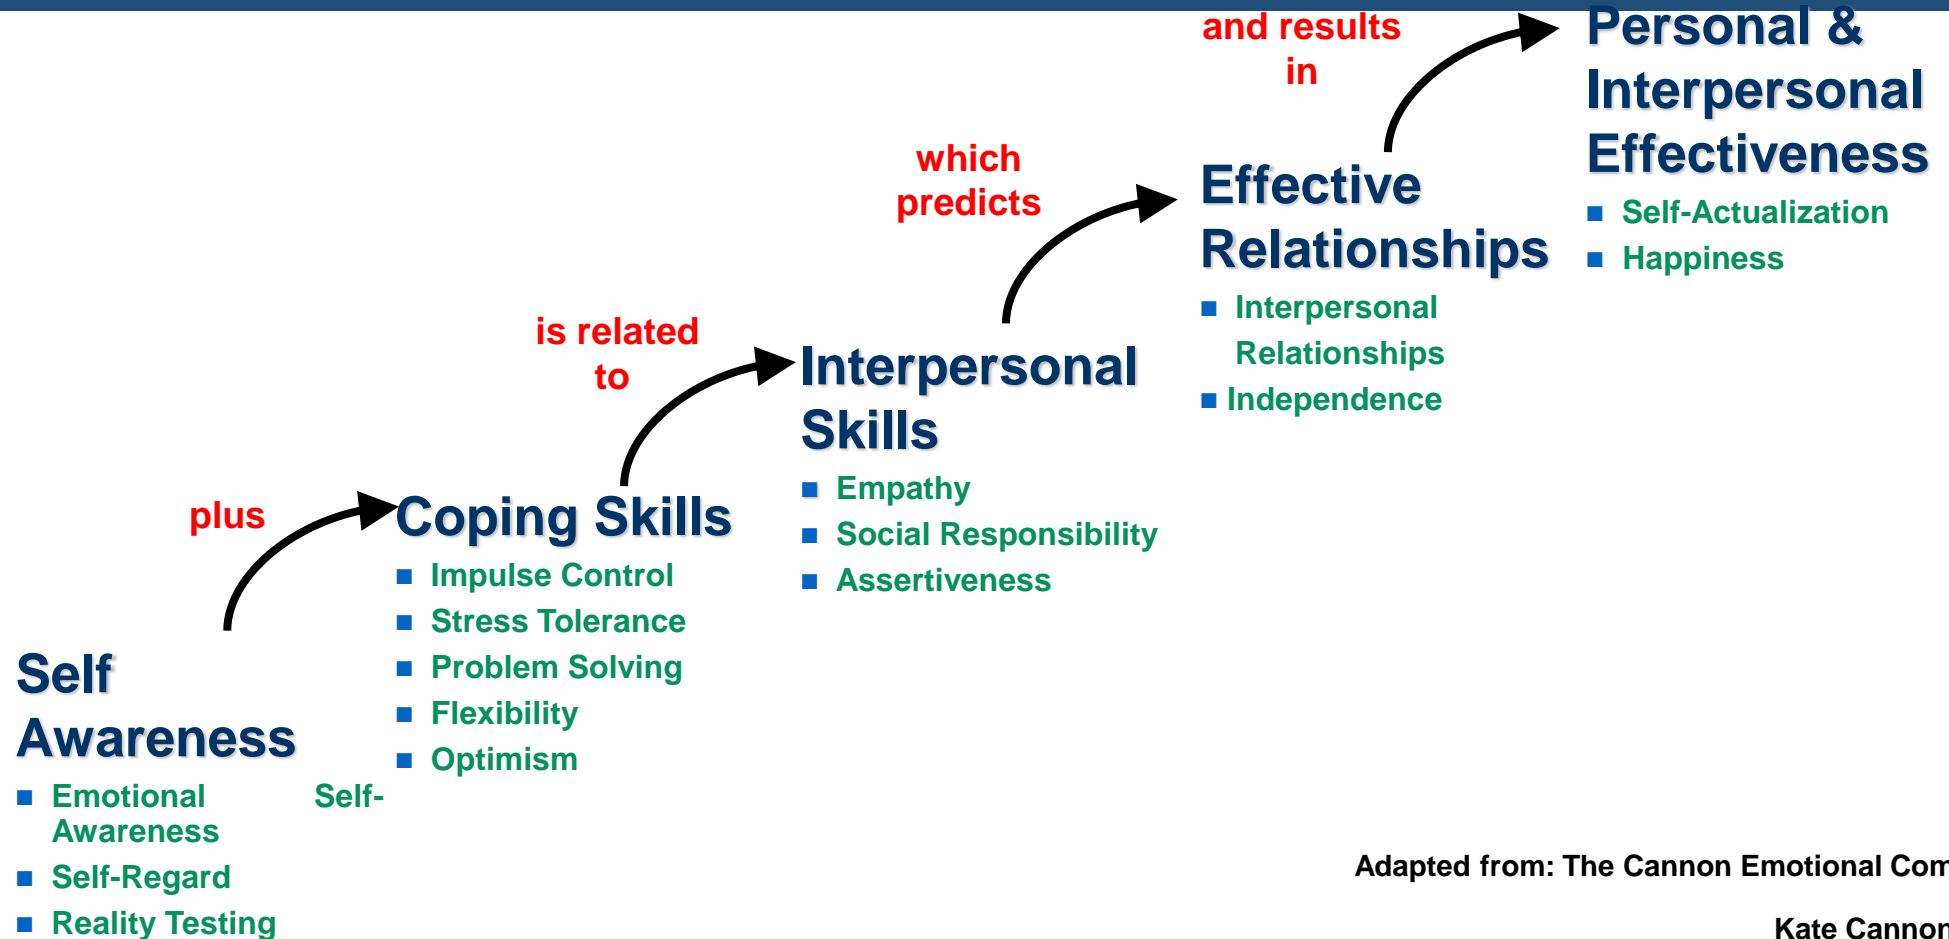 Self
Awareness
Emotional Self-
Awareness
Self-Regard
Reality Testing
plus
Coping Skills
Impulse Control
Stress Tolerance
Problem Solving
Flexibility
Optimism
is related
to
Interpersonal
Skills
Empathy
Social Responsibility
Assertiveness
which
predicts
Effective
Relationships
Interpersonal
Relationships
Independence
and results
in
Personal &
Interpersonal
Effectiveness
Self-Actualization
Happiness
Adapted from: The Cannon Emotional Com
Kate Cannon